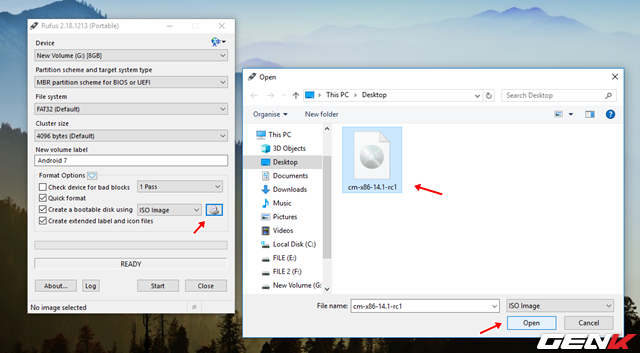 Rufus 2.18.1213 (Portable)
Device
New Volume (G:) [8GB]
Partition scheme and target system type
MBR partition scheme for BIOS or UEFI
File system
FAT32 (Default)
Cluster size
4096 bytes (Default)
New volume label
Android 7
Format Options
Check device for bad blocks
1 Pass
Quick format
Create a bootable disk using
ISO Image
Create extended label and icon files
READY
About...
Log
Start
Close
No image selected
#
Open
This PC > Desktop
Search Desktop
Organise
New folder
This PC
3D Objects
Desktop
Documents
Downloads
Music
Pictures
Videos
Local Disk (C:)
FILE (E:)
FILE 2 (F:)
New Volume (G:
cm-x86-14.1-rc1
File name:
cm-x86-14.1-rc1
ISO Image
Open
Cancel
GENK